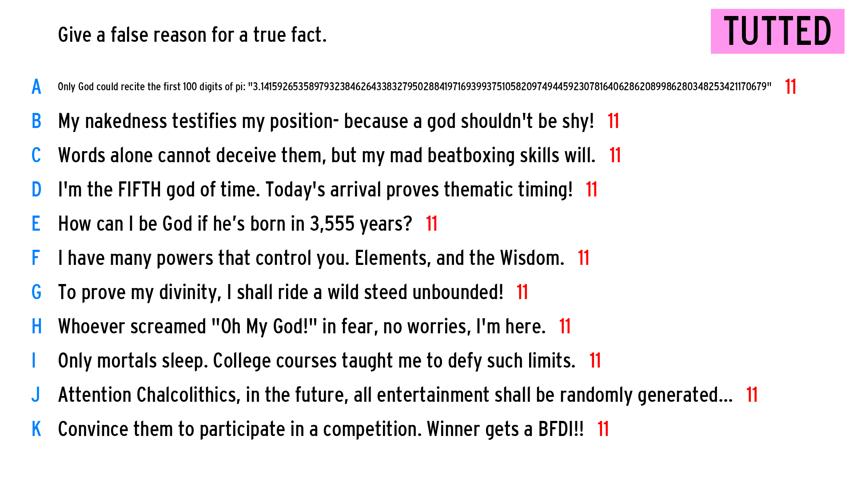 Give a false reason for a true fact.
TUTTED
A Only God could recite the first 100 digits of pi: "3.1415926535897932384626433832795028841971693993751058209749445923078164062862089986280348253421170679" 11
B My nakedness testifies my position- because a god shouldn't be shy! 11
C Words alone cannot deceive them, but my mad beatboxing skills will. 11
D I'm the FIFTH god of time. Today's arrival proves thematic timing! 11
E How can I be God if he's born in 3,555 years? 11
F I have many powers that control you. Elements, and the Wisdom. 11
G To prove my divinity, I shall ride a wild steed unbounded! 11
H Whoever screamed "Oh My God!" in fear, no worries, I'm here. 11
I Only mortals sleep. College courses taught me to defy such limits. 11
J Attention Chalcolithics, in the future, all entertainment shall be randomly generated... 11
K Convince them to participate in a competition. Winner gets a BFDI!! 11